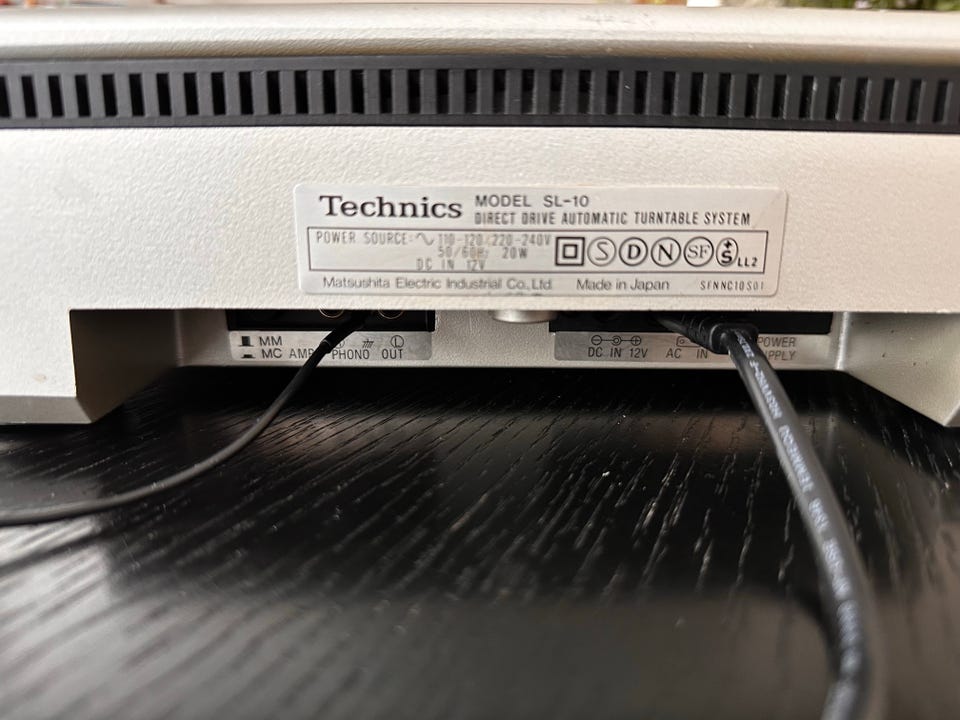 Technics MODEL SL-10
DIRECT DRIVE AUTOMATIC TURNTABLE SYSTEM
POWER SOURCE: 110-120/220-240V
50/60Hz 20W
DC IN 12V
S D N SF S LL2
Matsushita Electric Industrial Co., Ltd. Made in Japan SFNNC10S01
MM
MC AMP PHONO OUT
L
DC IN 12V AC IN
POWER